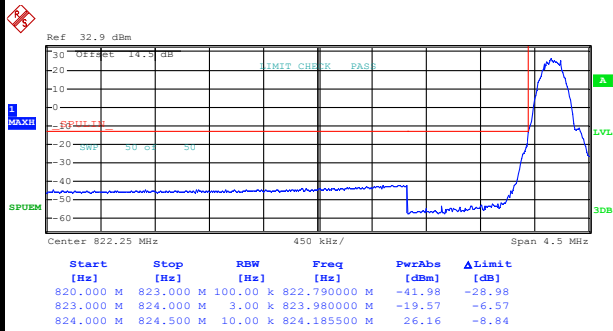 R S
Ref 32.9 dBm
30 Offset 14.5 dB
LIMIT CHECK PASS
20
A
10
1
0
MAXH
-10
SPULIN
LVL
-20
SWP 50 of 50
-30
-40
-50
SPUEM
3DB
-60
Center 822.25 MHz 450 kHz/ Span 4.5 MHz
Start Stop RBW Freq PwrAbs ΔLimit
[Hz] [Hz] [Hz] [Hz] [dBm] [dB]
820.000 M 823.000 M 100.00 k 822.790000 M -41.98 -28.98
823.000 M 824.000 M 3.00 k 823.980000 M -19.57 -6.57
824.000 M 824.500 M 10.00 k 824.185500 M 26.16 -8.84